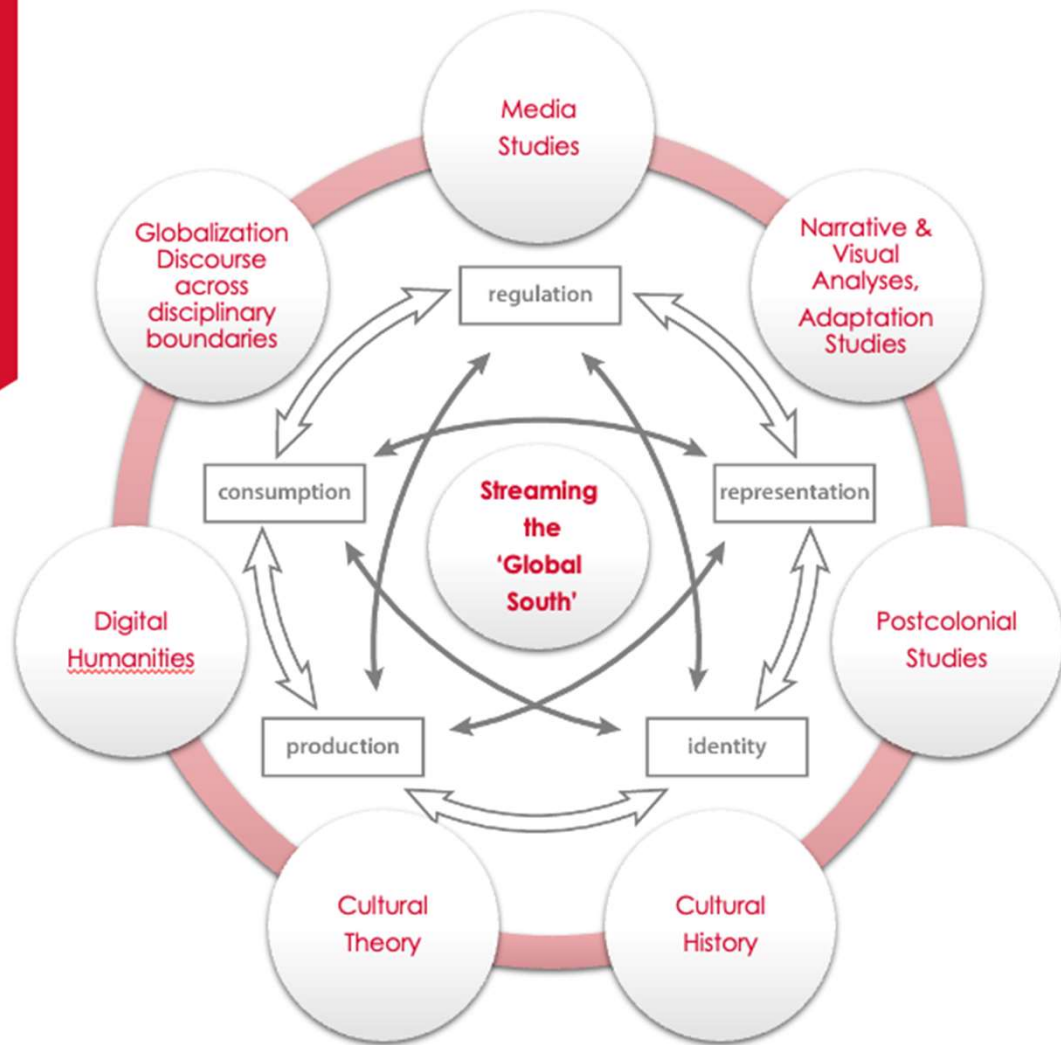 Media
Studies
Globalization
Discourse
across
disciplinary
boundaries
Narrative &
Visual
Analyses,
Adaptation
Studies
regulation
consumption
representation
Streaming
the
‘Global
South’
Digital
Humanities
Postcolonial
Studies
production
identity
Cultural
Theory
Cultural
History